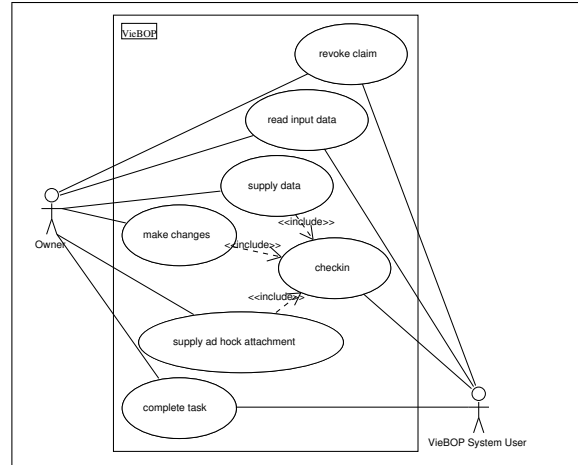 VieBOP
revoke claim
read input data
supply data
<<include>>
Owner
make changes
<<include>>
checkin
<<include>>
supply ad hock attachment
complete task
VieBOP System User